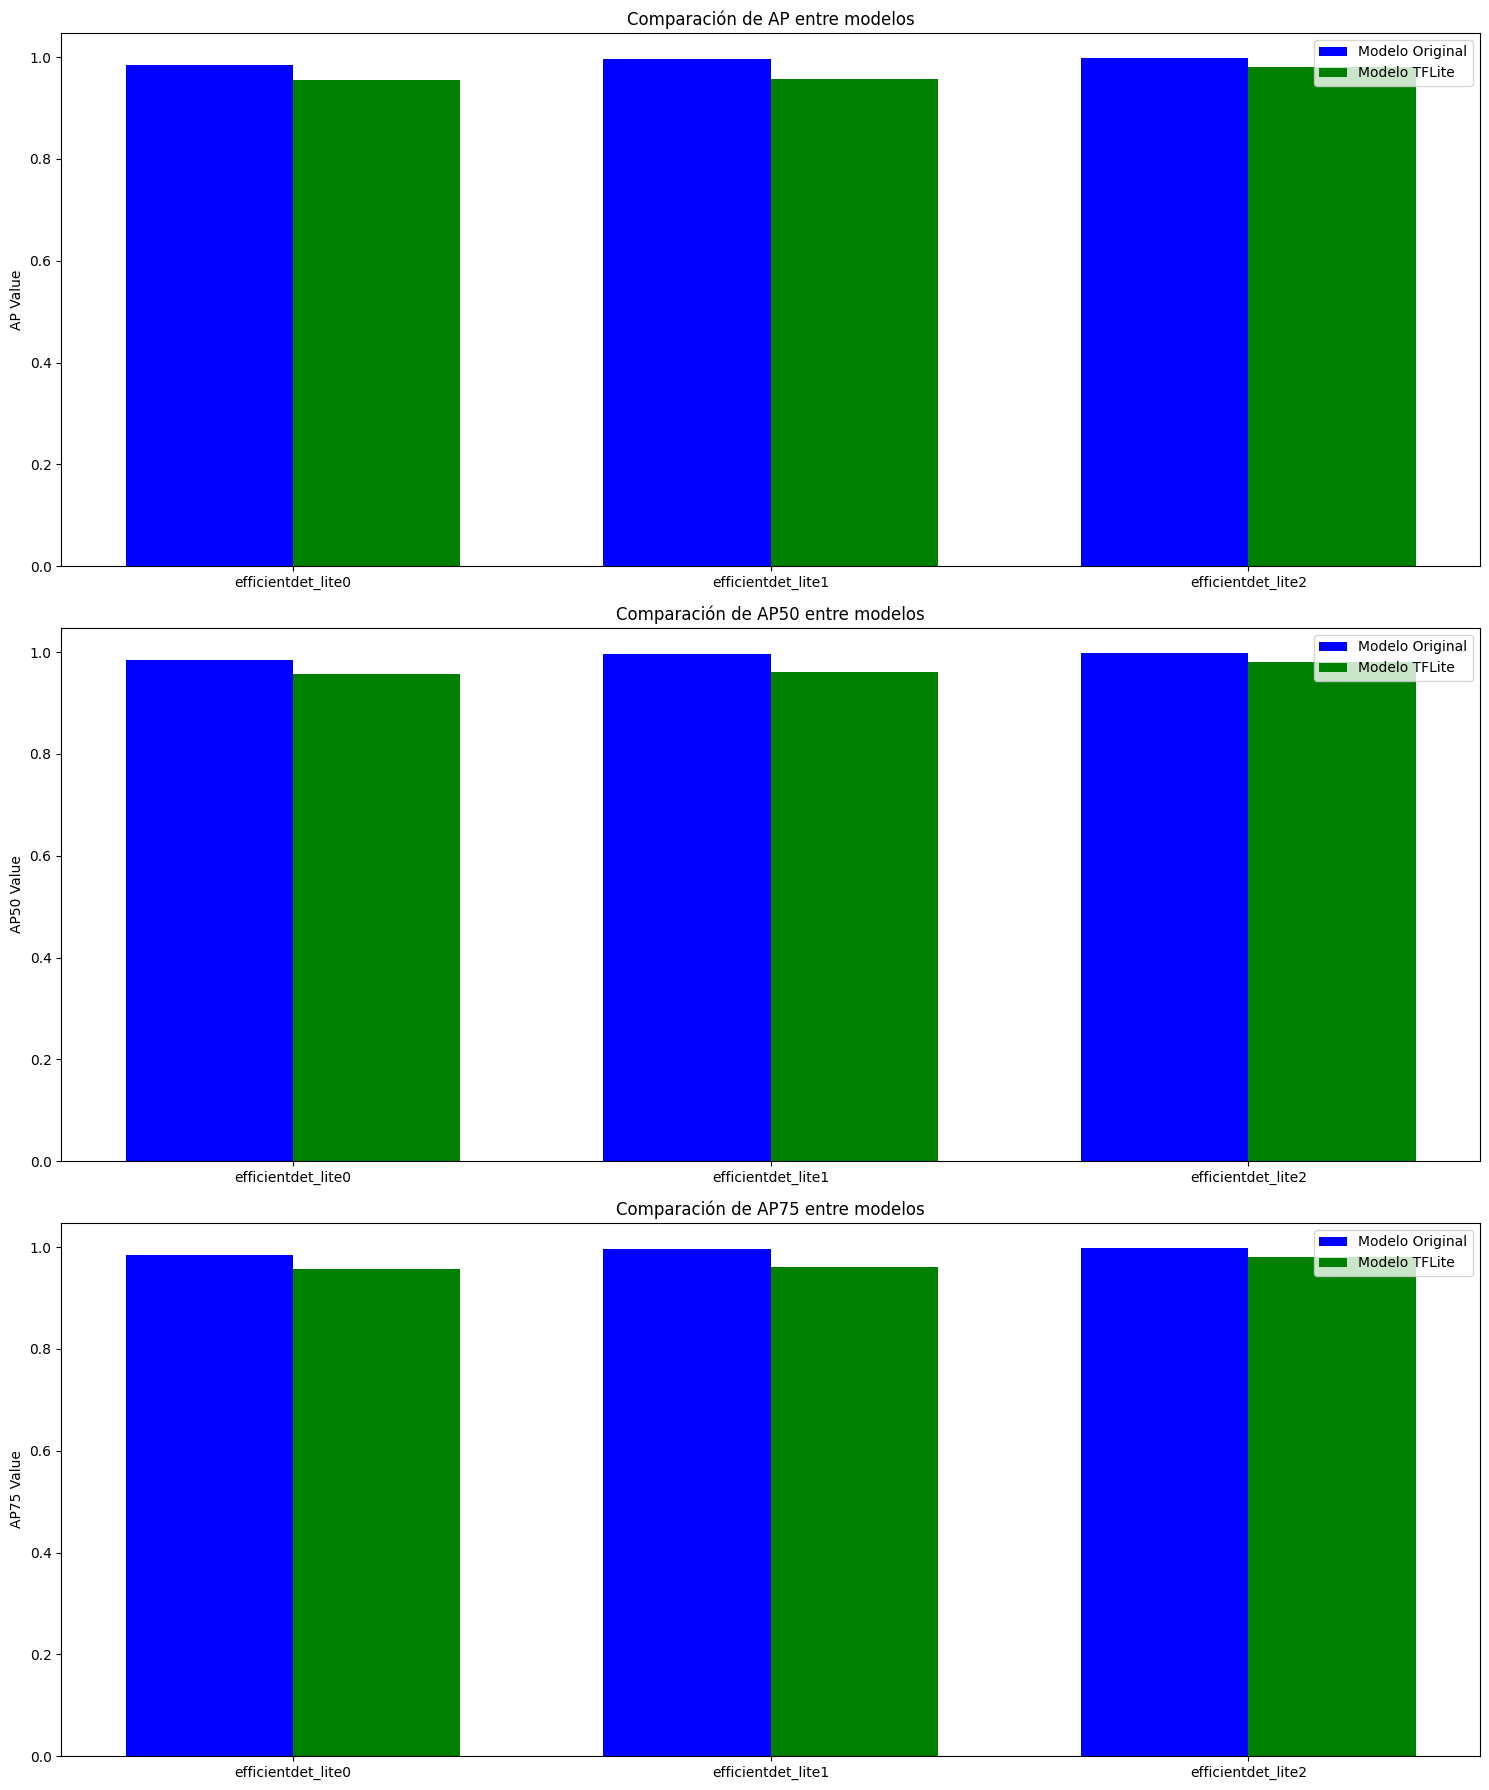 Comparación de AP entre modelos
Modelo Original
Modelo TFLite
AP Value
1.0
0.8
0.6
0.4
0.2
0.0
efficientdet_lite0 efficientdet_lite1 efficientdet_lite2
Comparación de AP50 entre modelos
Modelo Original
Modelo TFLite
AP50 Value
1.0
0.8
0.6
0.4
0.2
0.0
efficientdet_lite0 efficientdet_lite1 efficientdet_lite2
Comparación de AP75 entre modelos
Modelo Original
Modelo TFLite
AP75 Value
1.0
0.8
0.6
0.4
0.2
0.0
efficientdet_lite0 efficientdet_lite1 efficientdet_lite2